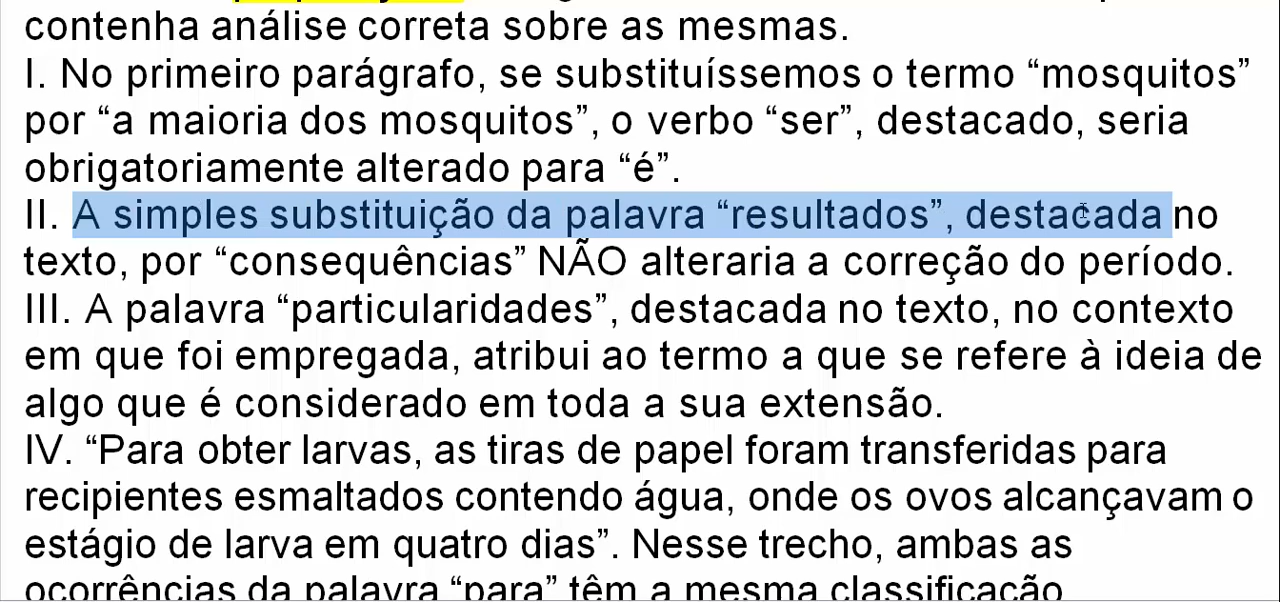 contenha análise correta sobre as mesmas.
I. No primeiro parágrafo, se substituíssemos o termo “mosquitos”
por “a maioria dos mosquitos”, o verbo “ser”, destacado, seria
obrigatoriamente alterado para “é”.
II. A simples substituição da palavra “resultados”, destacada no
texto, por “consequências” NÃO alteraria a correção do período.
III. A palavra “particularidades”, destacada no texto, no contexto
em que foi empregada, atribui ao termo a que se refere à ideia de
algo que é considerado em toda a sua extensão.
IV. “Para obter larvas, as tiras de papel foram transferidas para
recipientes esmaltados contendo água, onde os ovos alcançavam o
estágio de larva em quatro dias”. Nesse trecho, ambas as
ocorrências da palavra “para” têm a mesma classificação